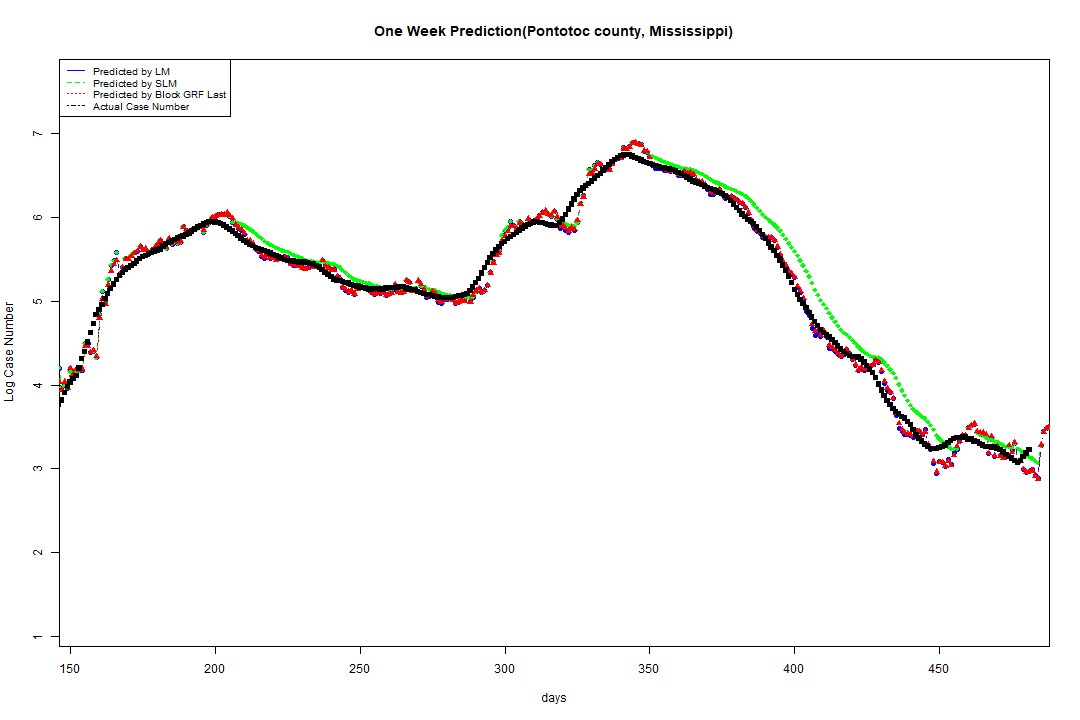 One Week Prediction(Pontotoc county, Mississippi)
Predicted by LM
Predicted by SLM
Predicted by Block GRF Last
Actual Case Number
7
6
5
4
3
2
1
Log Case Number
150 200 250 300 350 400 450
days